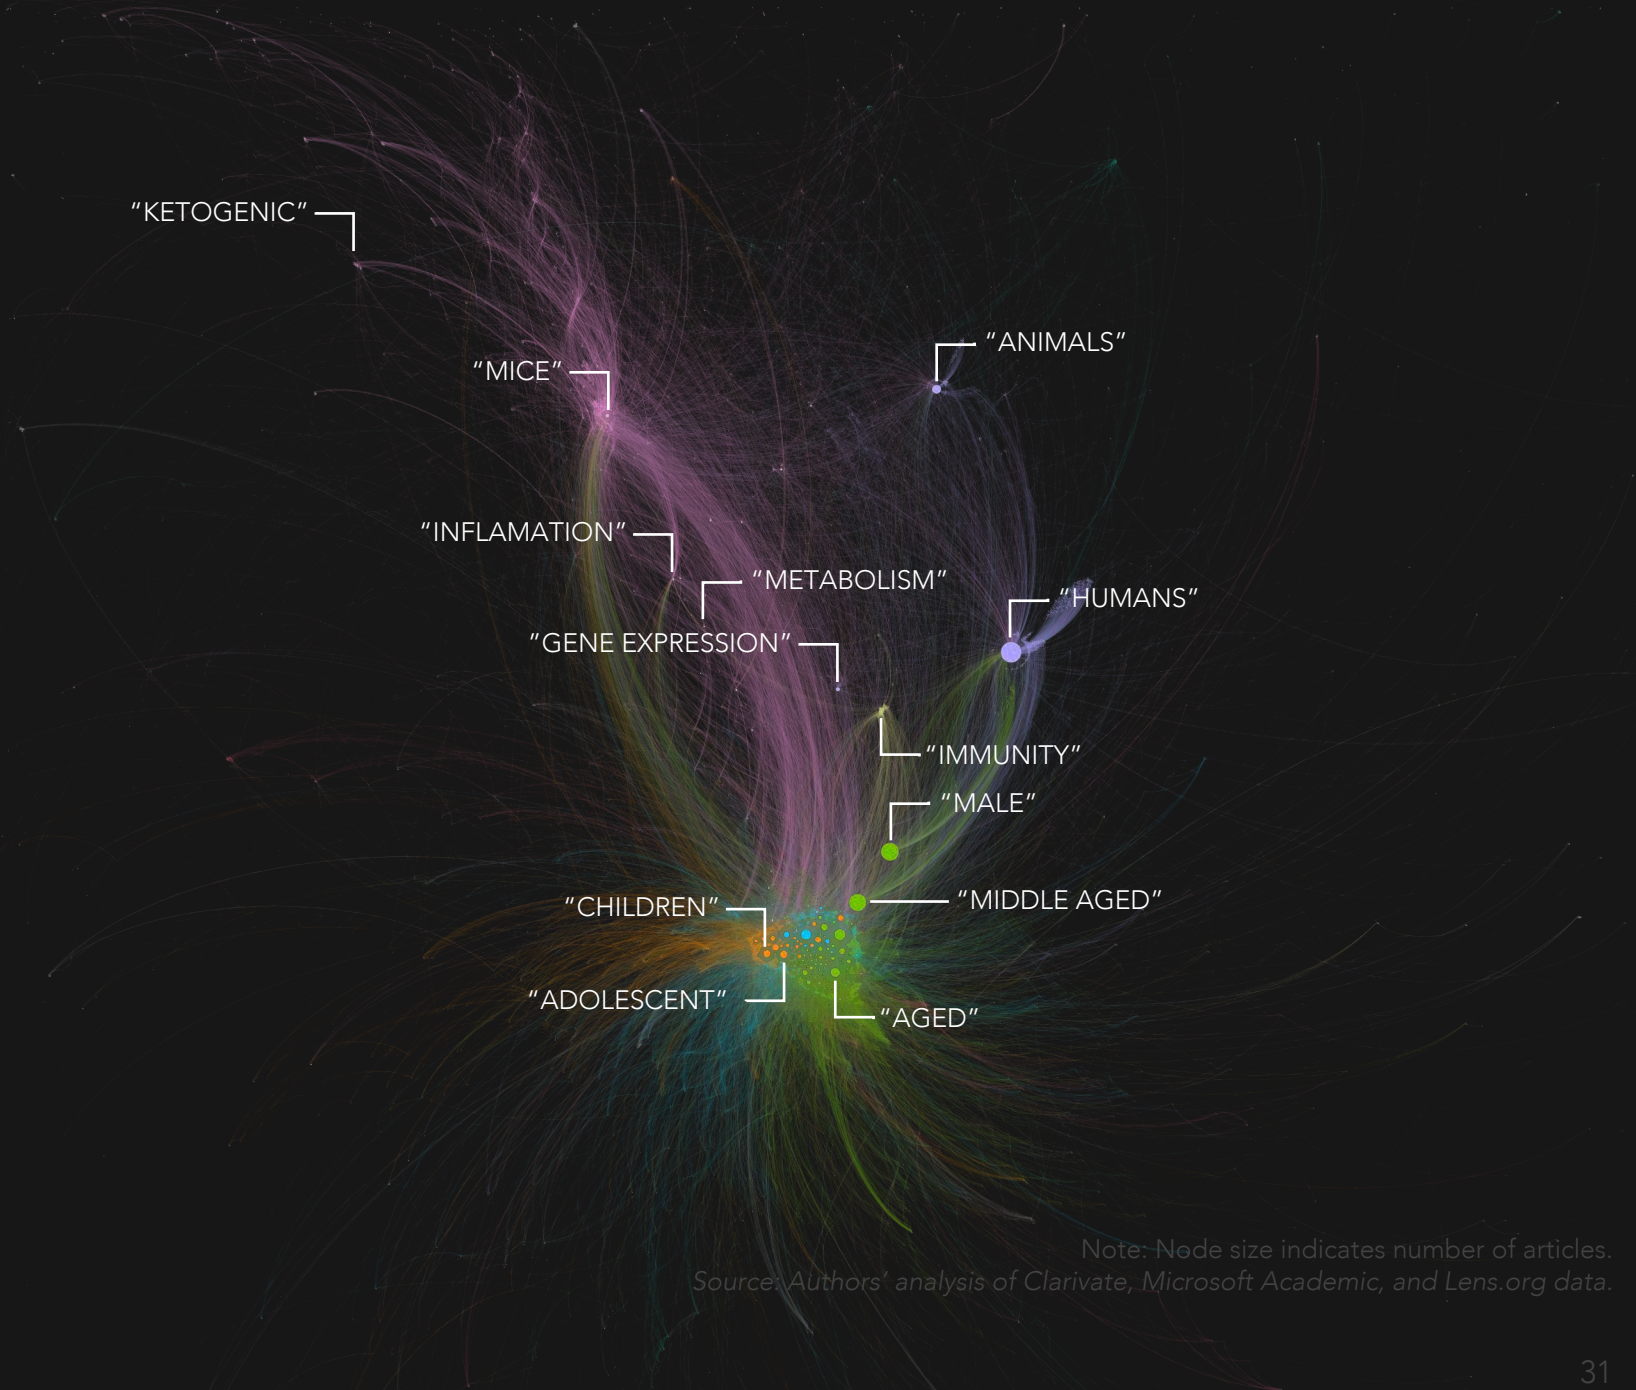 “KETOGENIC”
“ANIMALS”
“MICE”
“INFLAMATION”
“METABOLISM”
“HUMANS”
”GENE EXPRESSION”
“IMMUNITY”
“MALE”
“MIDDLE AGED”
“CHILDREN”
“ADOLESCENT”
“AGED”
Note: Node size indicates number of articles.
Source: Authors’ analysis of Clarivate, Microsoft Academic, and Lens.org data.
31